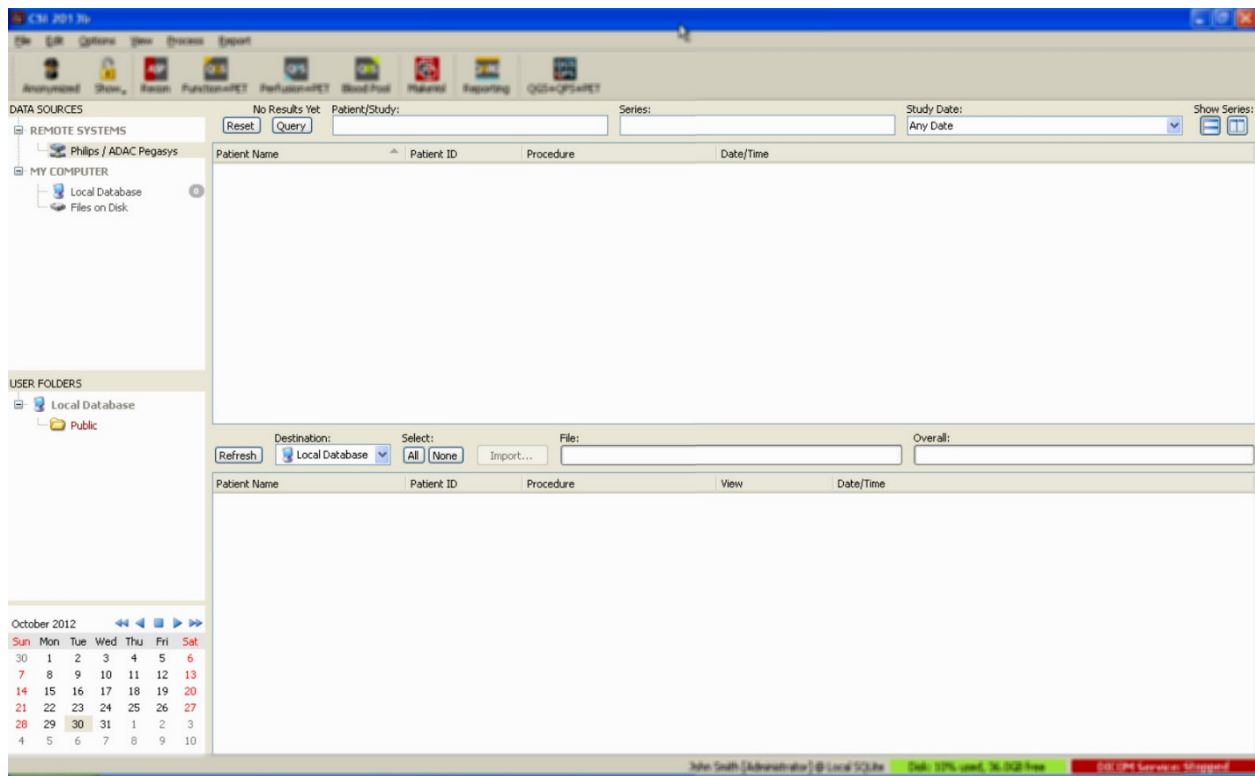 CSI 2013b
File Edit Options View Process Export
Anonymized Show Recon Function+PET Perfusion+PET Blood Pool Reporting QGS+QPS+PET
DATA SOURCES
REMOTE SYSTEMS
Philips / ADAC Pegasys
MY COMPUTER
Local Database
Files on Disk
No Results Yet Patient/Study: Series: Study Date: Show Series:
Reset Query Any Date
Patient Name Patient ID Procedure Date/Time
USER FOLDERS
Local Database
Public
Destination: Select: File: Overall:
Refresh Local Database All None Import...
Patient Name Patient ID Procedure View Date/Time
October 2012
Sun Mon Tue Wed Thu Fri Sat
30 1 2 3 4 5 6
7 8 9 10 11 12 13
14 15 16 17 18 19 20
21 22 23 24 25 26 27
28 29 30 31 1 2 3
4 5 6 7 8 9 10
John Smith [Administrator] @ Local SQLite Disk: 10% used, 36.0GB free DICOM Service: Stopped